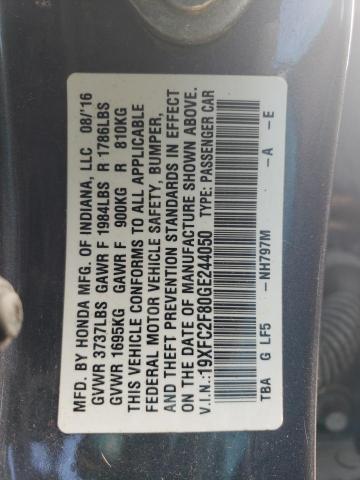 MFD. BY HONDA MFG. OF INDIANA, LLC 08/'16
GVWR 3737LBS GAWR F 1984LBS R 1786LBS
GVWR 1695KG GAWR F 900KG R 810KG
THIS VEHICLE CONFORMS TO ALL APPLICABLE
FEDERAL MOTOR VEHICLE SAFETY, BUMPER,
AND THEFT PREVENTION STANDARDS IN EFFECT
ON THE DATE OF MANUFACTURE SHOWN ABOVE.
V.I.N.:19XFC2F80GE244050 TYPE: PASSENGER CAR
TBA G LF5 -NH797M -A -E